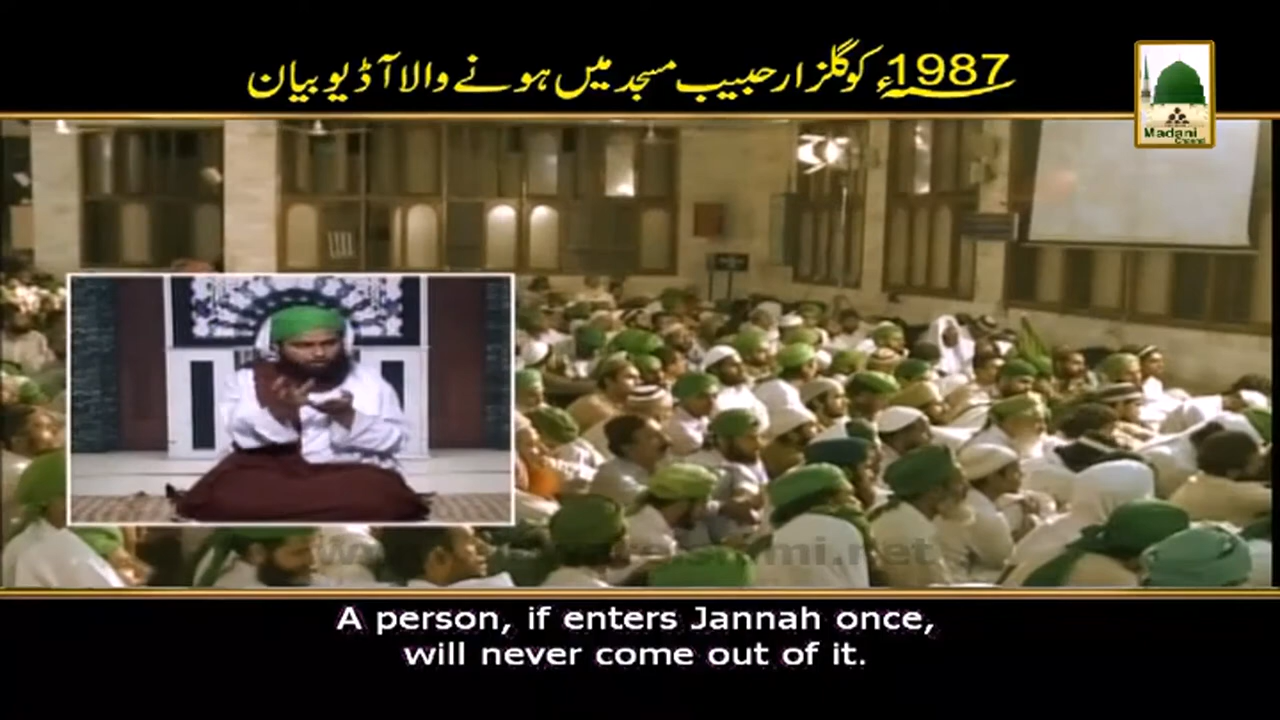 1987ء کو گلزار حبیب مسجد میں ہونے والا آڈیو بیان
Madani
Channel
A person, if enters Jannah once,
will never come out of it.